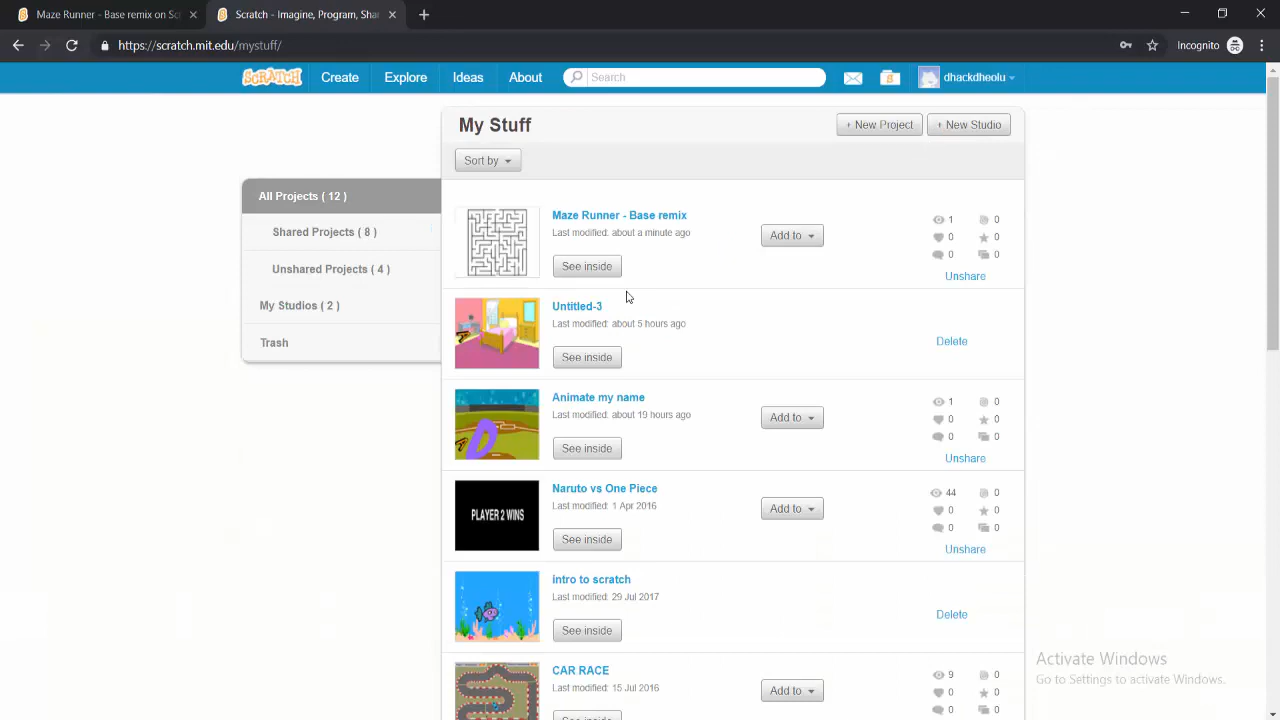 Maze Runner - Base remix on Sc
Scratch - Imagine, Program, Shar
https://scratch.mit.edu/mystuff/
Incognito
SCRATCH
Create
Explore
Ideas
About
Search
dhackdheolu
My Stuff
+ New Project
+ New Studio
Sort by
All Projects ( 12 )
Shared Projects ( 8 )
Unshared Projects ( 4 )
My Studios ( 2 )
Trash
Maze Runner - Base remix
Last modified: about a minute ago
See inside
Add to
1 0
0 0
0 0
Unshare
Untitled-3
Last modified: about 5 hours ago
See inside
Delete
Animate my name
Last modified: about 19 hours ago
See inside
Add to
1 0
0 0
0 0
Unshare
PLAYER 2 WINS
Naruto vs One Piece
Last modified: 1 Apr 2016
See inside
Add to
44 0
0 0
0 0
Unshare
intro to scratch
Last modified: 29 Jul 2017
See inside
Delete
CAR RACE
Last modified: 15 Jul 2016
See inside
Add to
9 0
0 0
0 0
Activate Windows
Go to Settings to activate Windows.